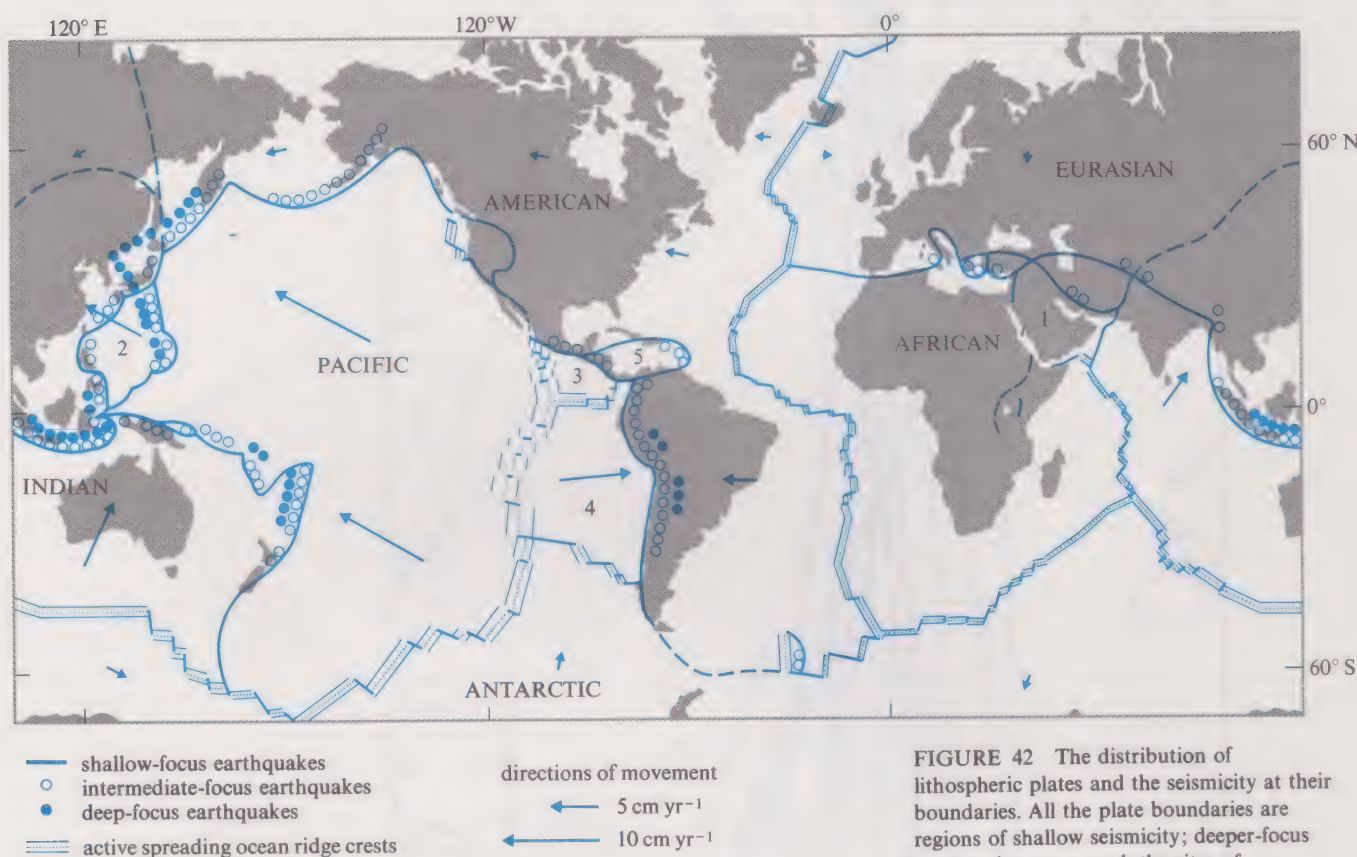 120° E
120°W
0°
60° N
EURASIAN
AMERICAN
1
AFRICAN
2
5
PACIFIC
3
0°
INDIAN
4
60° S
ANTARCTIC
shallow-focus earthquakes
intermediate-focus earthquakes
deep-focus earthquakes
active spreading ocean ridge crests
directions of movement
5 cm yr⁻¹
10 cm yr⁻¹
FIGURE 42 The distribution of
lithospheric plates and the seismicity at their
boundaries. All the plate boundaries are
regions of shallow seismicity; deeper-focus